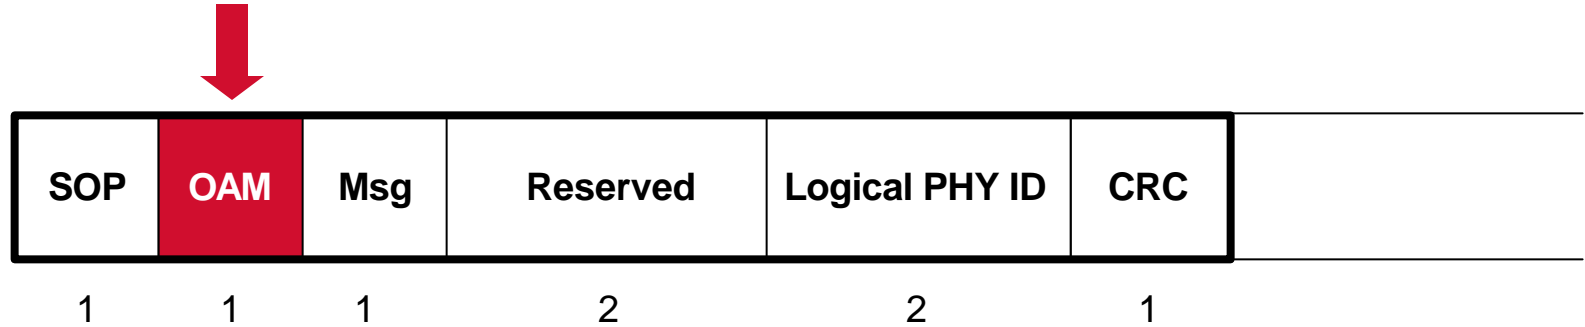 SOP OAM Msg Reserved Logical PHY ID CRC
1 1 1 2 2 1